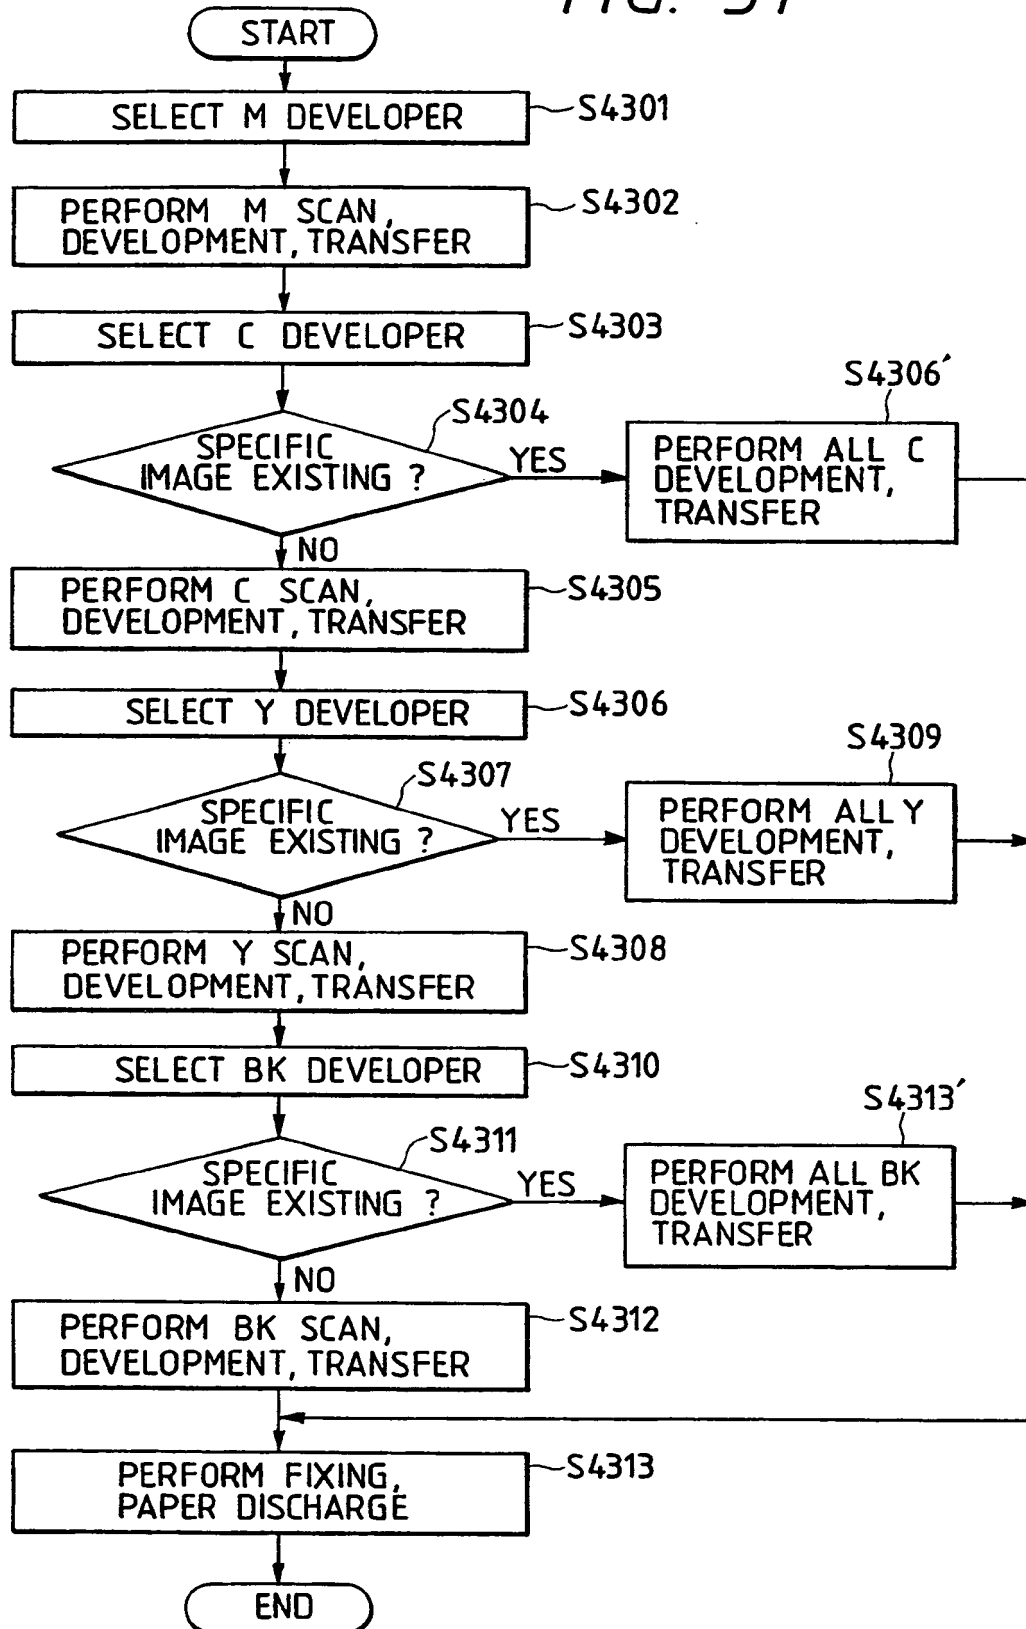 START
SELECT M DEVELOPER
S4301
PERFORM M SCAN,
DEVELOPMENT, TRANSFER
S4302
SELECT C DEVELOPER
S4303
SPECIFIC
IMAGE EXISTING ?
S4304
YES
S4306'
PERFORM ALL C
DEVELOPMENT,
TRANSFER
NO
PERFORM C SCAN,
DEVELOPMENT, TRANSFER
S4305
SELECT Y DEVELOPER
S4306
SPECIFIC
IMAGE EXISTING ?
S4307
YES
S4309
PERFORM ALL Y
DEVELOPMENT,
TRANSFER
NO
PERFORM Y SCAN,
DEVELOPMENT, TRANSFER
S4308
SELECT BK DEVELOPER
S4310
SPECIFIC
IMAGE EXISTING ?
S4311
YES
S4313'
PERFORM ALL BK
DEVELOPMENT,
TRANSFER
NO
PERFORM BK SCAN,
DEVELOPMENT, TRANSFER
S4312
PERFORM FIXING,
PAPER DISCHARGE
S4313
END